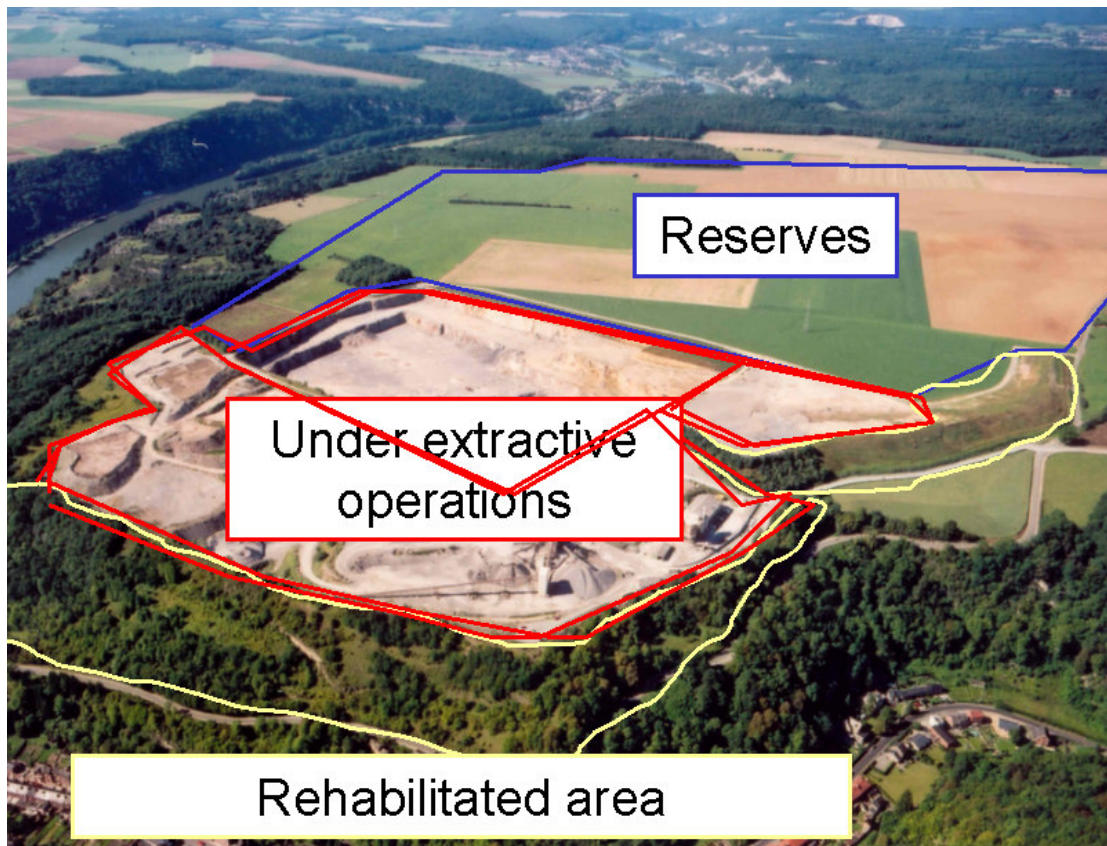 Reserves
Under extractive
operations
Rehabilitated area